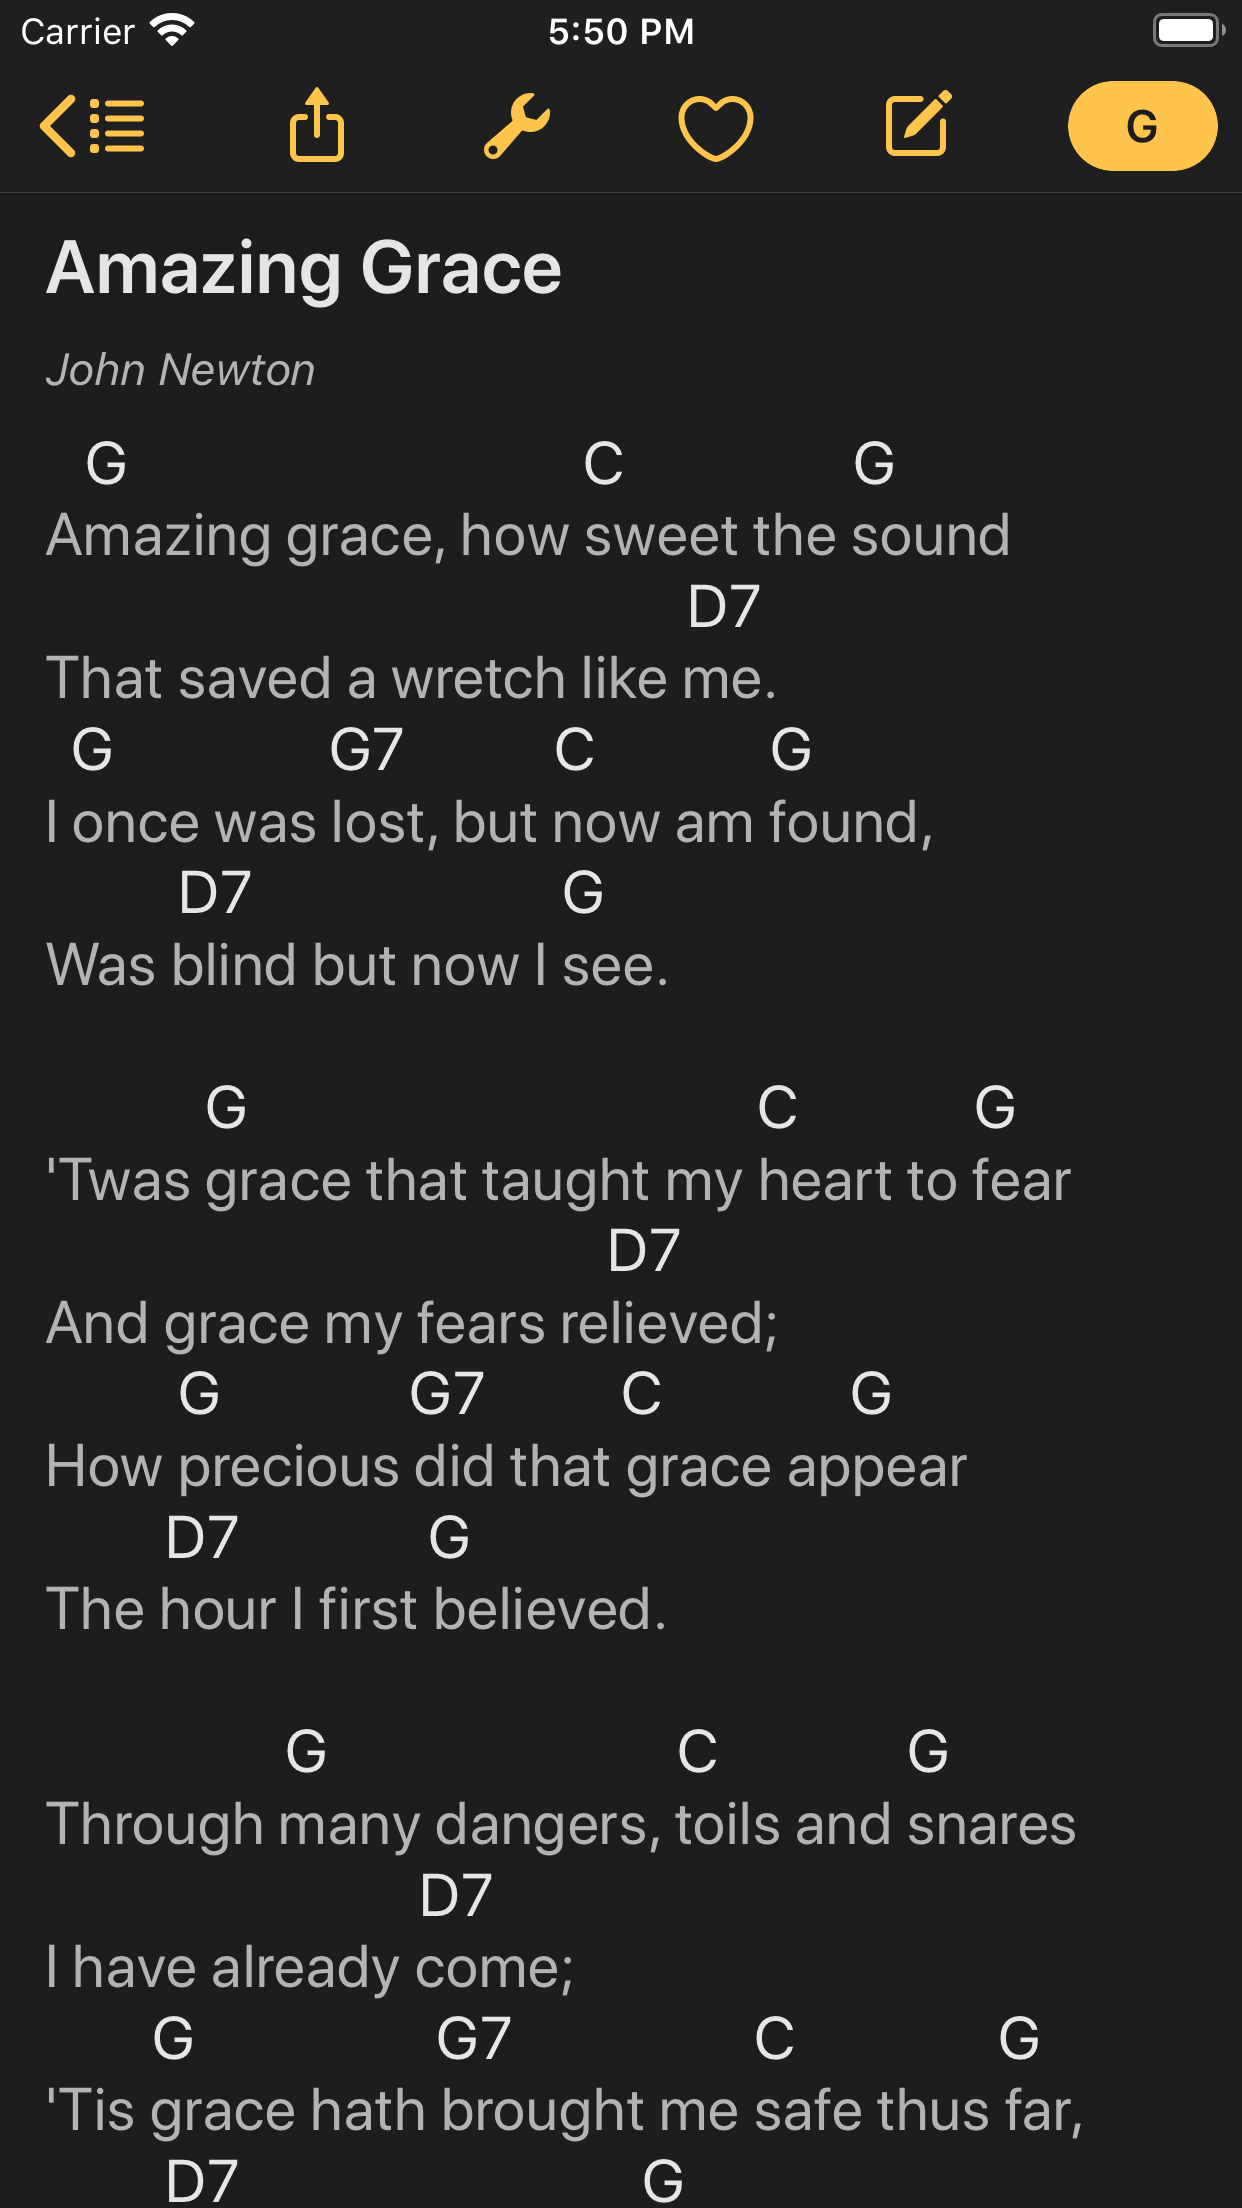 Carrier 5:50 PM
G
Amazing Grace
John Newton
G C G
Amazing grace, how sweet the sound
D7
That saved a wretch like me.
G G7 C G
I once was lost, but now am found,
D7 G
Was blind but now I see.
G C G
'Twas grace that taught my heart to fear
D7
And grace my fears relieved;
G G7 C G
How precious did that grace appear
D7 G
The hour I first believed.
G C G
Through many dangers, toils and snares
D7
I have already come;
G G7 C G
'Tis grace hath brought me safe thus far,
D7 G